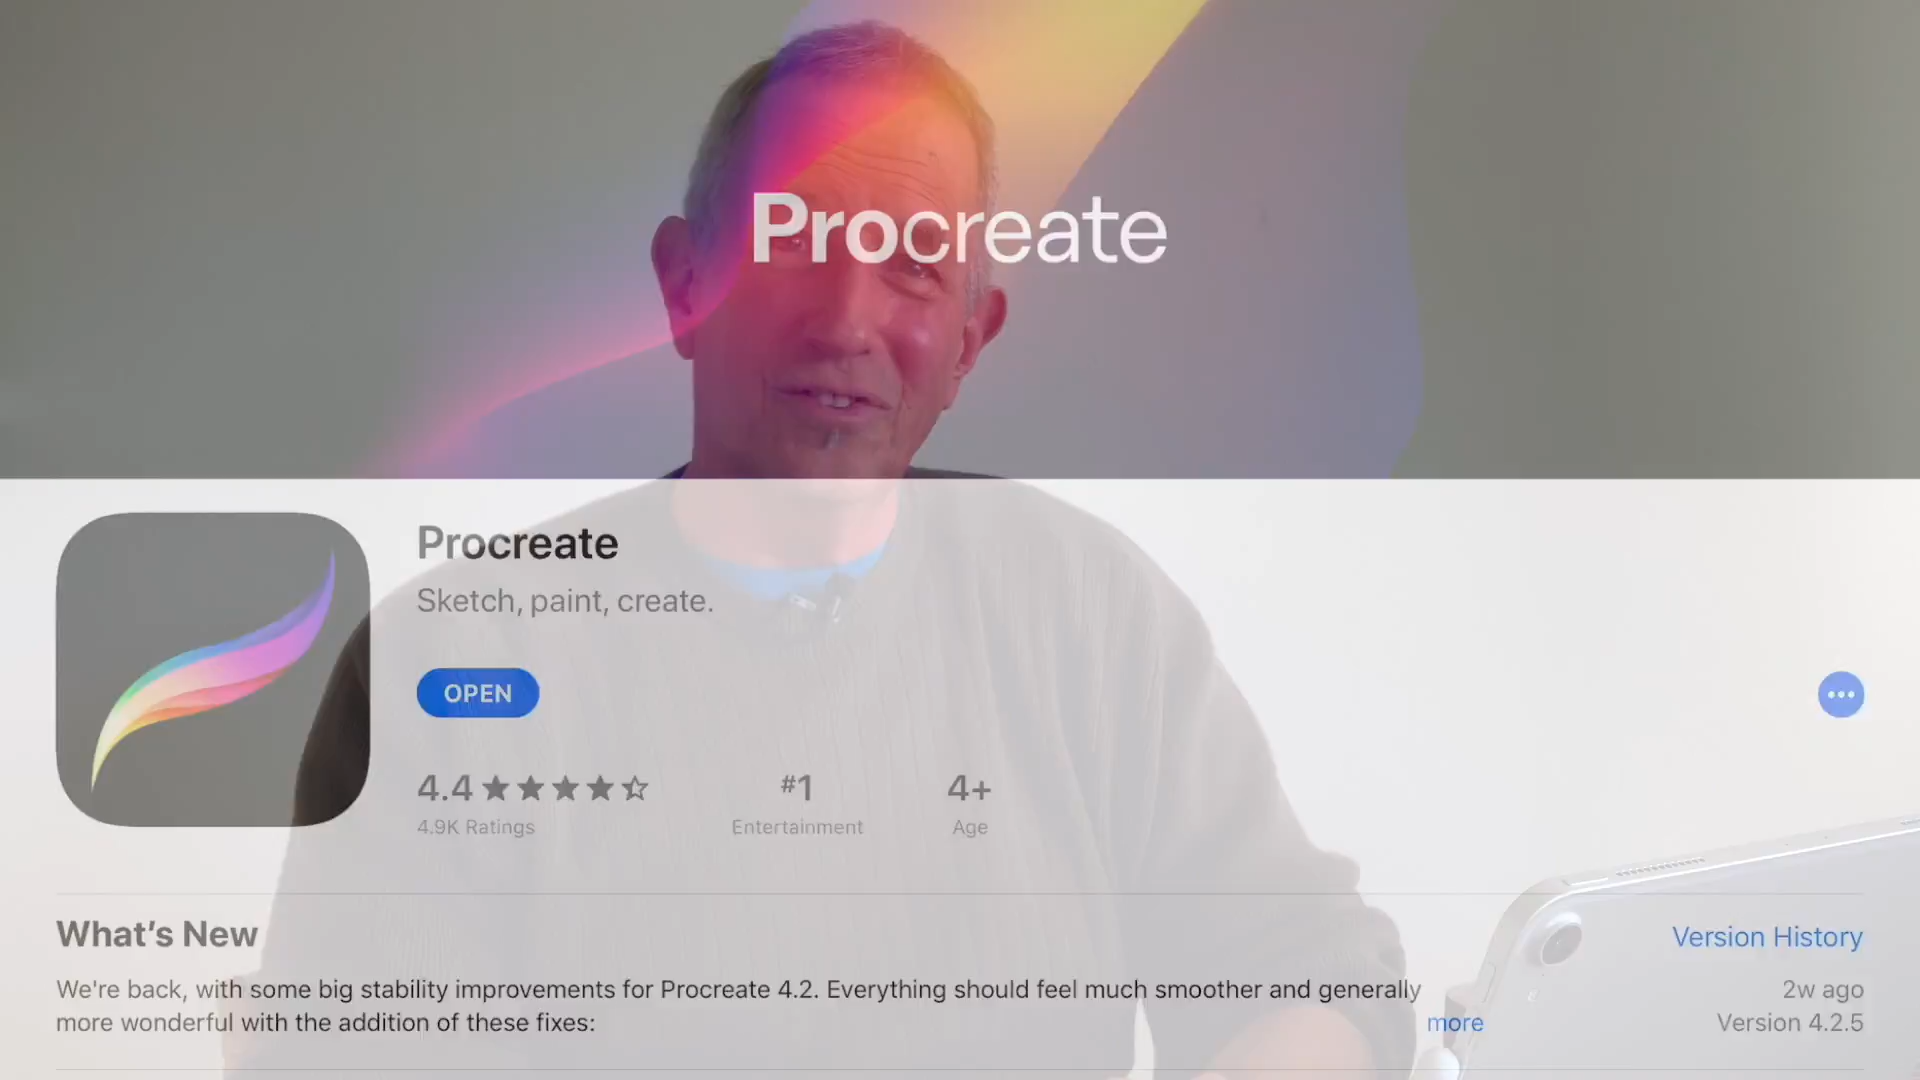 Procreate
Procreate
Sketch, paint, create.
OPEN
4.4 ★★★★☆
#1
4+
4.9K Ratings
Entertainment
Age
What's New
Version History
We're back, with some big stability improvements for Procreate 4.2. Everything should feel much smoother and generally
2w ago
more wonderful with the addition of these fixes:
more
Version 4.2.5